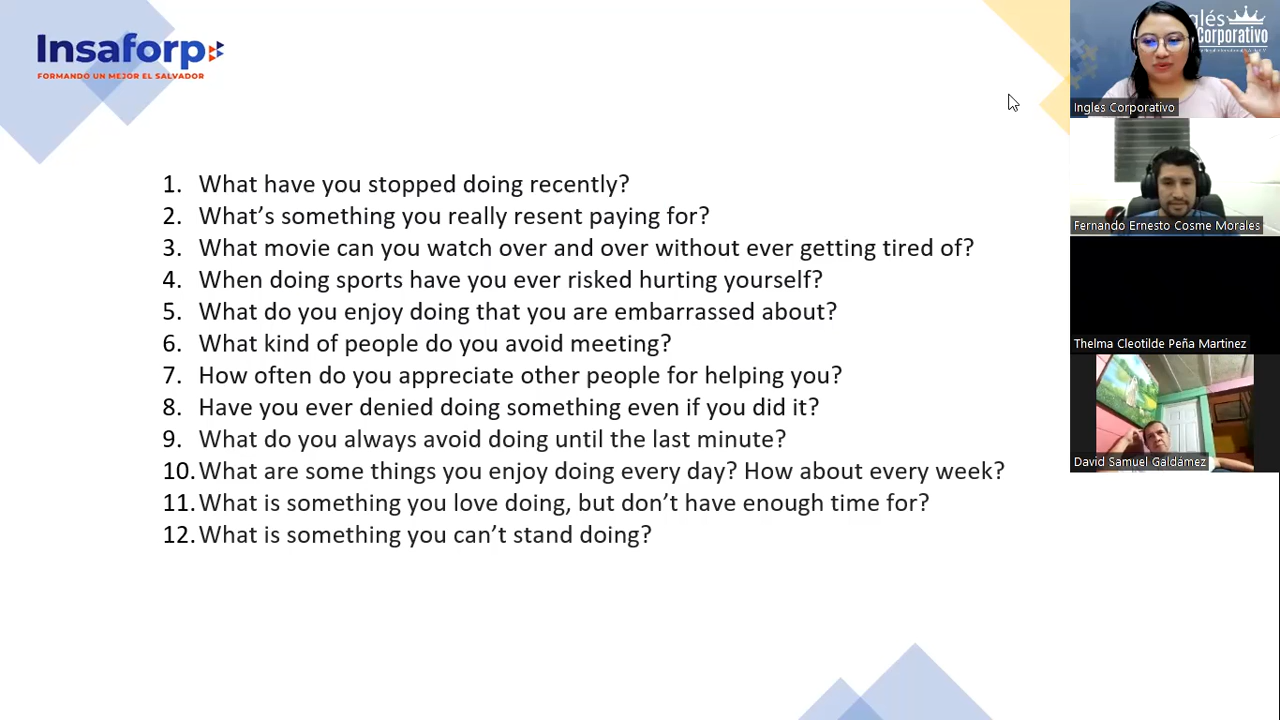 Insaforp
FORMANDO UN MEJOR EL SALVADOR
1. What have you stopped doing recently?
2. What's something you really resent paying for?
3. What movie can you watch over and over without ever getting tired of?
4. When doing sports have you ever risked hurting yourself?
5. What do you enjoy doing that you are embarrassed about?
6. What kind of people do you avoid meeting?
7. How often do you appreciate other people for helping you?
8. Have you ever denied doing something even if you did it?
9. What do you always avoid doing until the last minute?
10. What are some things you enjoy doing every day? How about every week?
11. What is something you love doing, but don't have enough time for?
12. What is something you can't stand doing?
glés
Corporativo
Ingles Corporativo
Fernando Ernesto Cosme Morales
Thelma Cleotilde Peña Martinez
David Samuel Galdámez